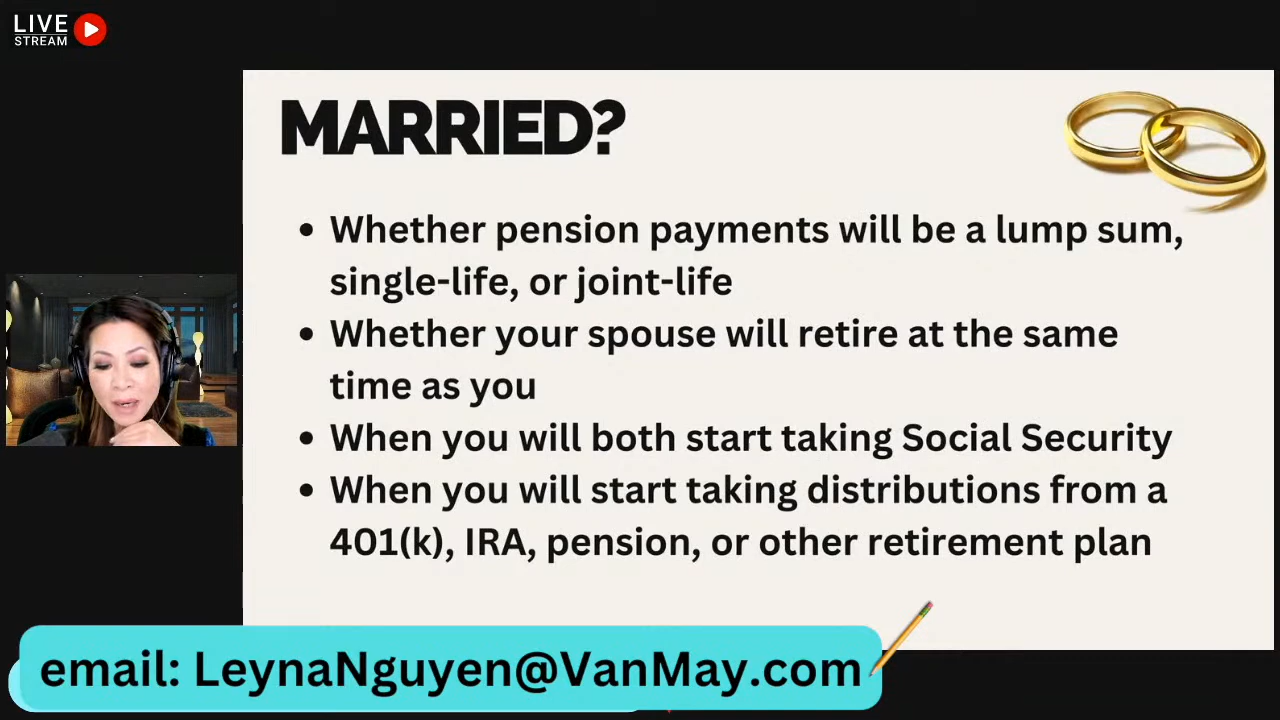 LIVE
STREAM
MARRIED?
• Whether pension payments will be a lump sum,
single-life, or joint-life
• Whether your spouse will retire at the same
time as you
• When you will both start taking Social Security
• When you will start taking distributions from a
401(k), IRA, pension, or other retirement plan
email: LeynaNguyen@VanMay.com